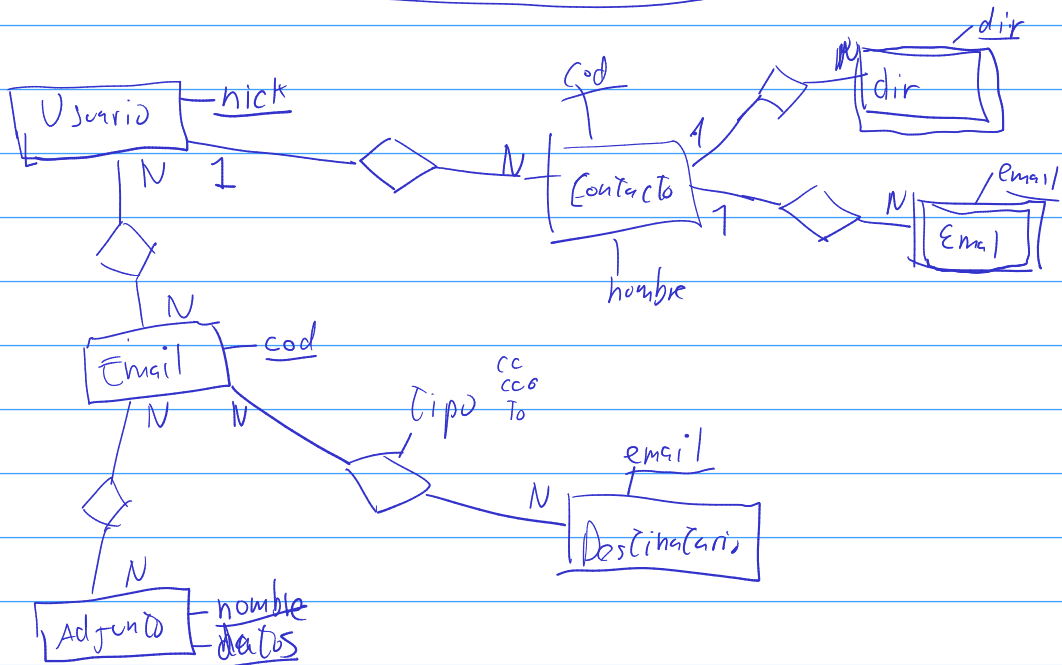 dir
N
dir
cod
Usuario
nick
1
N
Contacto
N
1
email
N
Email
1
N
nombre
N
Email
cod
CC
CCO
To
Tipo
N
N
email
N
Destinatario
N
Adjunto
nombre
datos